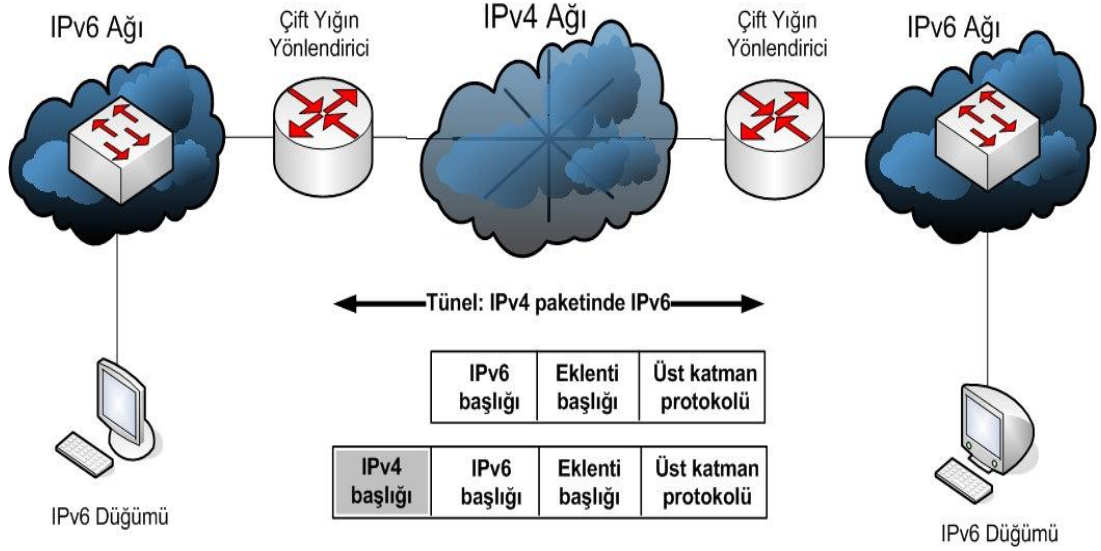 IPv6 Ağı
Çift Yığın
Yönlendirici
IPv4 Ağı
Çift Yığın
Yönlendirici
IPv6 Ağı
Tünel: IPv4 paketinde IPv6
IPv6
başlığı
Eklenti
başlığı
Üst katman
protokolü
IPv4
başlığı
IPv6
başlığı
Eklenti
başlığı
Üst katman
protokolü
IPv6 Düğümü
IPv6 Düğümü